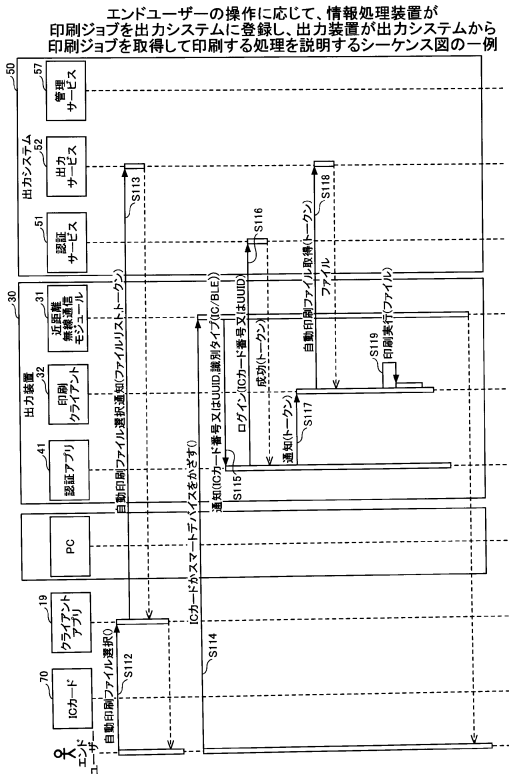 エンドユーザーの操作に応じて、情報処理装置が
印刷ジョブを出力システムに登録し、出力装置が出力システムから
印刷ジョブを取得して印刷する処理を説明するシーケンス図の一例
エンド
ユーザー
70
ICカード
19
クライアント
アプリ
PC
出力装置
30
41
認証アプリ
32
印刷
クライアント
31
近距離
無線通信
モジュール
出力システム
50
51
認証
サービス
52
出力
サービス
57
管理
サービス
自動印刷ファイル選択()
S112
自動印刷ファイル選択通知(ファイルリスト,トークン)
S113
ICカードかスマートデバイスをかざす()
S114
通知(ICカード番号又はUUID,識別タイプ(IC/BLE))
S115
ログイン(ICカード番号又はUUID)
S116
成功(トークン)
通知(トークン)
S117
自動印刷ファイル取得(トークン)
S118
ファイル
S119
印刷実行(ファイル)